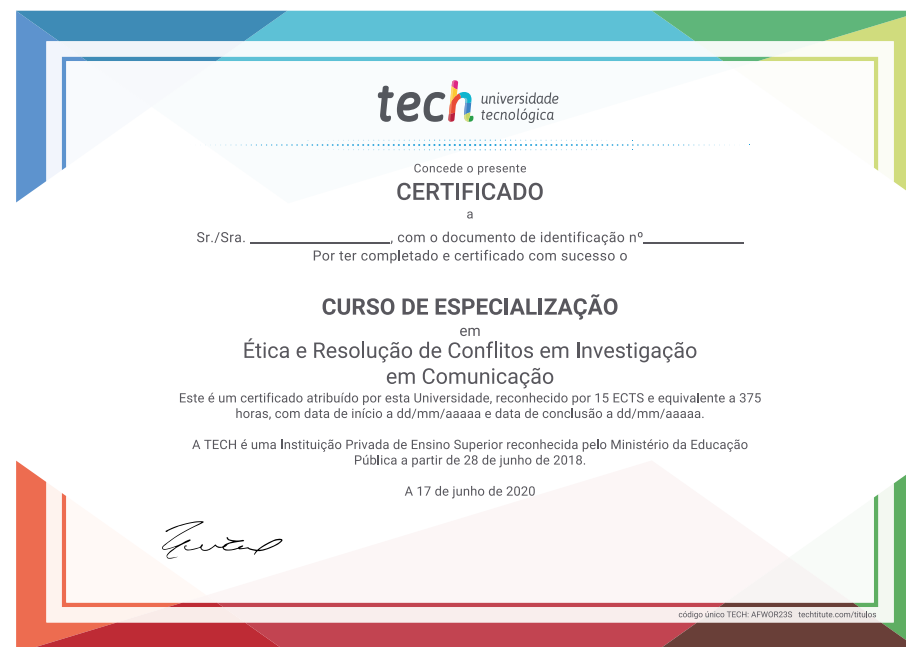 tech universidade
tecnológica
Concede o presente
CERTIFICADO
a
Sr./Sra. ____________________, com o documento de identificação nº______________
Por ter completado e certificado com sucesso o
CURSO DE ESPECIALIZAÇÃO
em
Ética e Resolução de Conflitos em Investigação
em Comunicação
Este é um certificado atribuído por esta Universidade, reconhecido por 15 ECTS e equivalente a 375
horas, com data de início a dd/mm/aaaaa e data de conclusão a dd/mm/aaaaa.
A TECH é uma Instituição Privada de Ensino Superior reconhecida pelo Ministério da Educação
Pública a partir de 28 de junho de 2018.
A 17 de junho de 2020
código único TECH: AFWOR23S techtitute.com/titulos